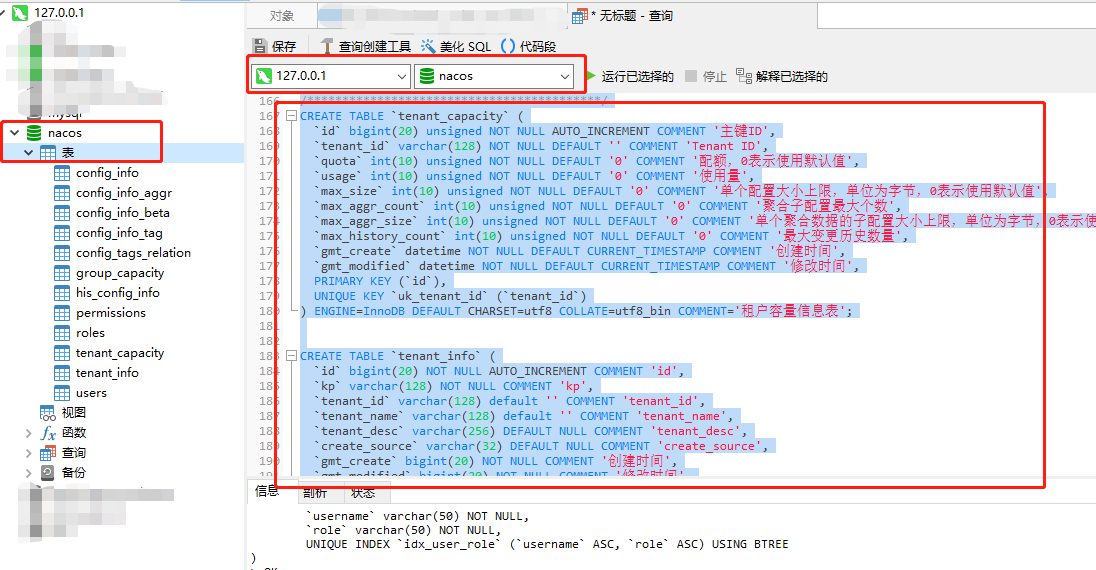 127.0.0.1
对象
* 无标题 - 查询
保存 查询创建工具 美化 SQL 代码段
127.0.0.1 nacos 运行已选择的 停止 解释已选择的
nacos
表
config_info
config_info_aggr
config_info_beta
config_info_tag
config_tags_relation
group_capacity
his_config_info
permissions
roles
tenant_capacity
tenant_info
users
视图
函数
查询
备份
166 /******************************************/
167 CREATE TABLE `tenant_capacity` (
168 `id` bigint(20) unsigned NOT NULL AUTO_INCREMENT COMMENT '主键ID',
169 `tenant_id` varchar(128) NOT NULL DEFAULT '' COMMENT 'Tenant ID',
170 `quota` int(10) unsigned NOT NULL DEFAULT '0' COMMENT '配额，0表示使用默认值',
171 `usage` int(10) unsigned NOT NULL DEFAULT '0' COMMENT '使用量',
172 `max_size` int(10) unsigned NOT NULL DEFAULT '0' COMMENT '单个配置大小上限，单位为字节，0表示使用默认值',
173 `max_aggr_count` int(10) unsigned NOT NULL DEFAULT '0' COMMENT '聚合子配置最大个数',
174 `max_aggr_size` int(10) unsigned NOT NULL DEFAULT '0' COMMENT '单个聚合数据的子配置大小上限，单位为字节，0表示使
175 `max_history_count` int(10) unsigned NOT NULL DEFAULT '0' COMMENT '最大变更历史数量',
176 `gmt_create` datetime NOT NULL DEFAULT CURRENT_TIMESTAMP COMMENT '创建时间',
177 `gmt_modified` datetime NOT NULL DEFAULT CURRENT_TIMESTAMP COMMENT '修改时间',
178 PRIMARY KEY (`id`),
179 UNIQUE KEY `uk_tenant_id` (`tenant_id`)
180 ) ENGINE=InnoDB DEFAULT CHARSET=utf8 COLLATE=utf8_bin COMMENT='租户容量信息表';
181
182
183 CREATE TABLE `tenant_info` (
184 `id` bigint(20) NOT NULL AUTO_INCREMENT COMMENT 'id',
185 `kp` varchar(128) NOT NULL COMMENT 'kp',
186 `tenant_id` varchar(128) default '' COMMENT 'tenant_id',
187 `tenant_name` varchar(128) default '' COMMENT 'tenant_name',
188 `tenant_desc` varchar(256) DEFAULT NULL COMMENT 'tenant_desc',
189 `create_source` varchar(32) DEFAULT NULL COMMENT 'create_source',
190 `gmt_create` bigint(20) NOT NULL COMMENT '创建时间',
191 `gmt_modified` bigint(20) NOT NULL COMMENT '修改时间',
信息 剖析 状态
`username` varchar(50) NOT NULL,
`role` varchar(50) NOT NULL,
UNIQUE INDEX `idx_user_role` (`username` ASC, `role` ASC) USING BTREE
)